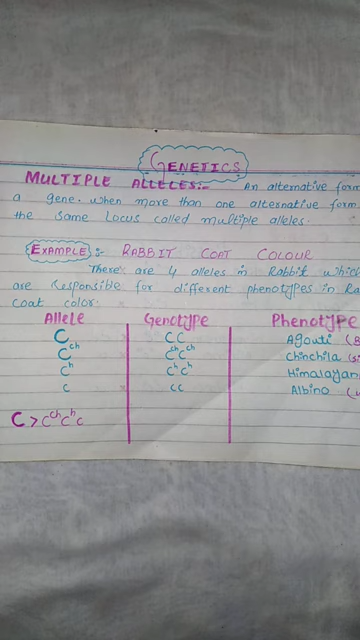 GENETICS
MULTIPLE ALLELES:- An alternative form
a gene. when more than one alternative form
the same Locus called multiple alleles.
EXAMPLE :- RABBIT COAT COLOUR
There are 4 alleles in Rabbit which
are Responsible for different phenotypes in Ra
coat color.
Allele Genotype Phenotype
C CC Agouti (B
C^ch c^ch c^ch Chinchila (
c^h c^h c^h Himalayan
c cc Albino (
C > c^ch c^h c